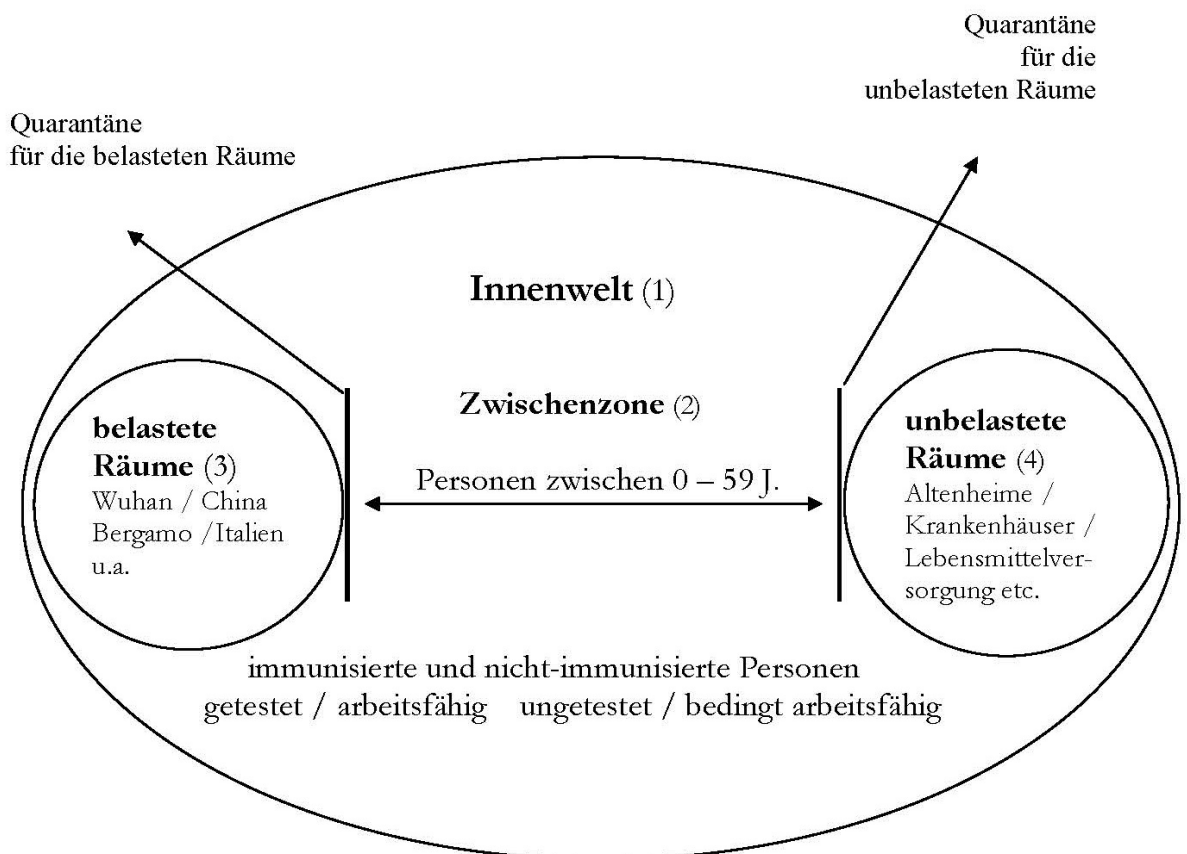 Quarantäne
für die
unbelasteten Räume
Quarantäne
für die belasteten Räume
Innenwelt (1)
Zwischenzone (2)
belastete
Räume (3)
Wuhan / China
Bergamo /Italien
u.a.
Personen zwischen 0 – 59 J.
unbelastete
Räume (4)
Altenheime /
Krankenhäuser /
Lebensmittelver-
sorgung etc.
immunisierte und nicht-immunisierte Personen
getestet / arbeitsfähig ungetestet / bedingt arbeitsfähig